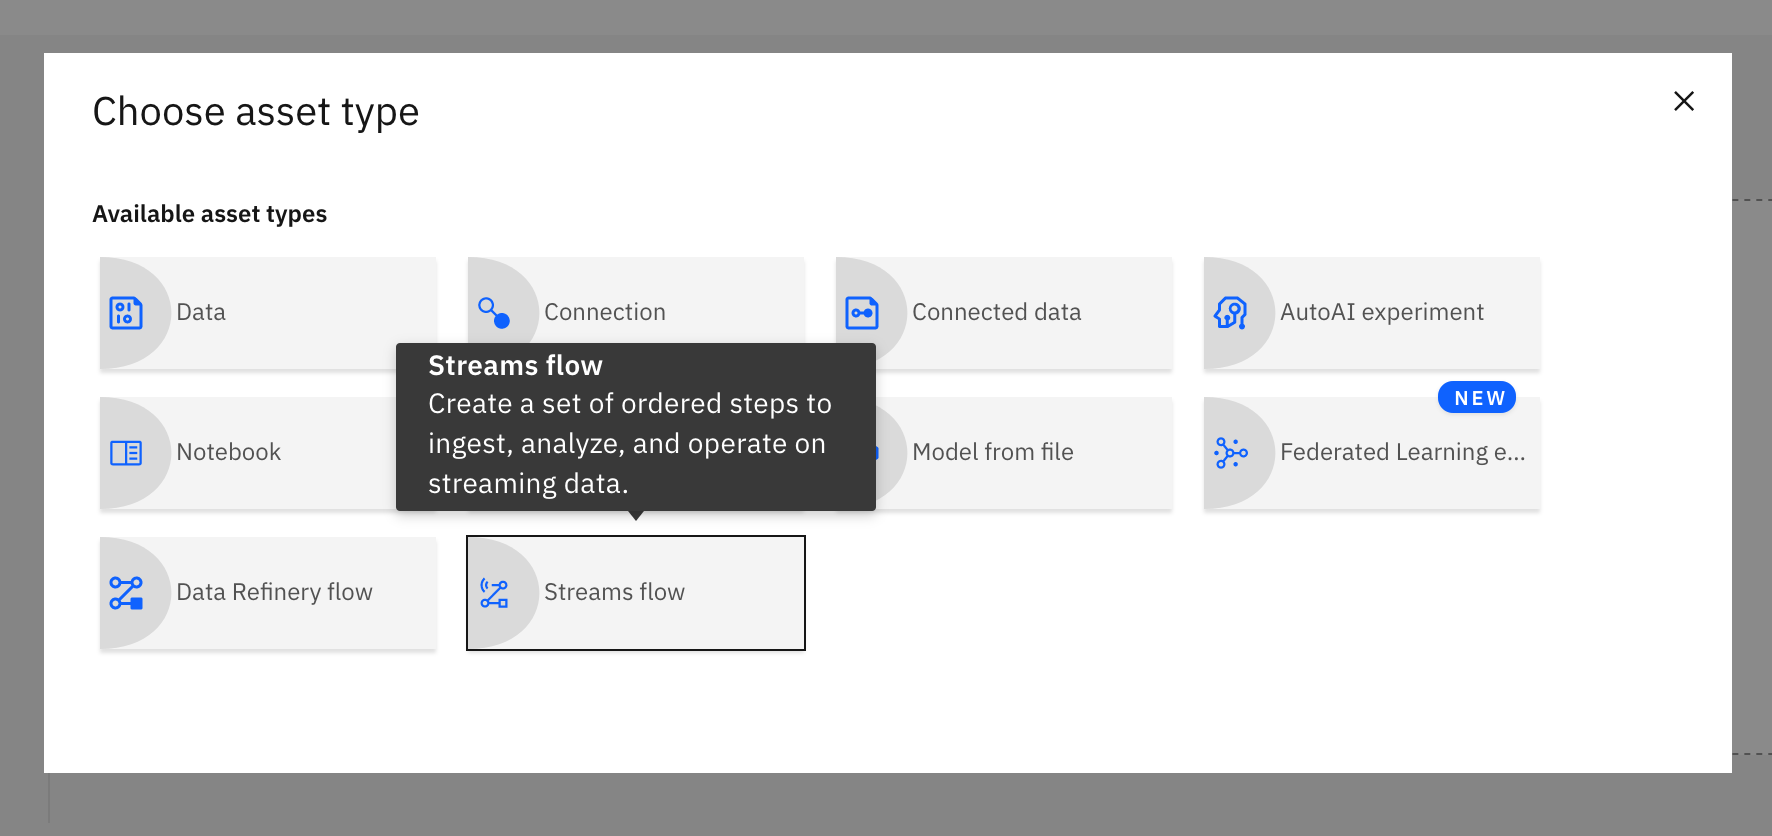 Choose asset type
Available asset types
Data
Connection
Connected data
AutoAI experiment
Streams flow
Create a set of ordered steps to
ingest, analyze, and operate on
streaming data.
NEW
Notebook
Model from file
Federated Learning e...
Data Refinery flow
Streams flow